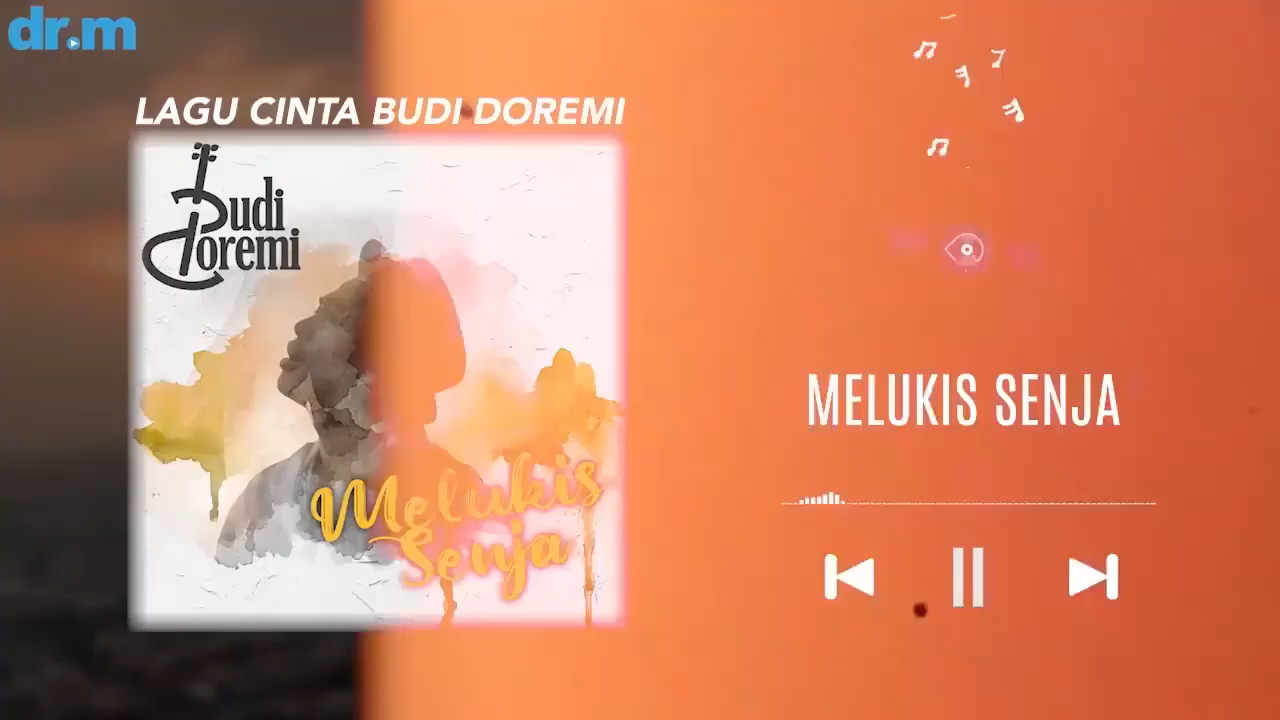 dr.m
LAGU CINTA BUDI DOREMI
Budi
Doremi
Melukis
Senja
MELUKIS SENJA